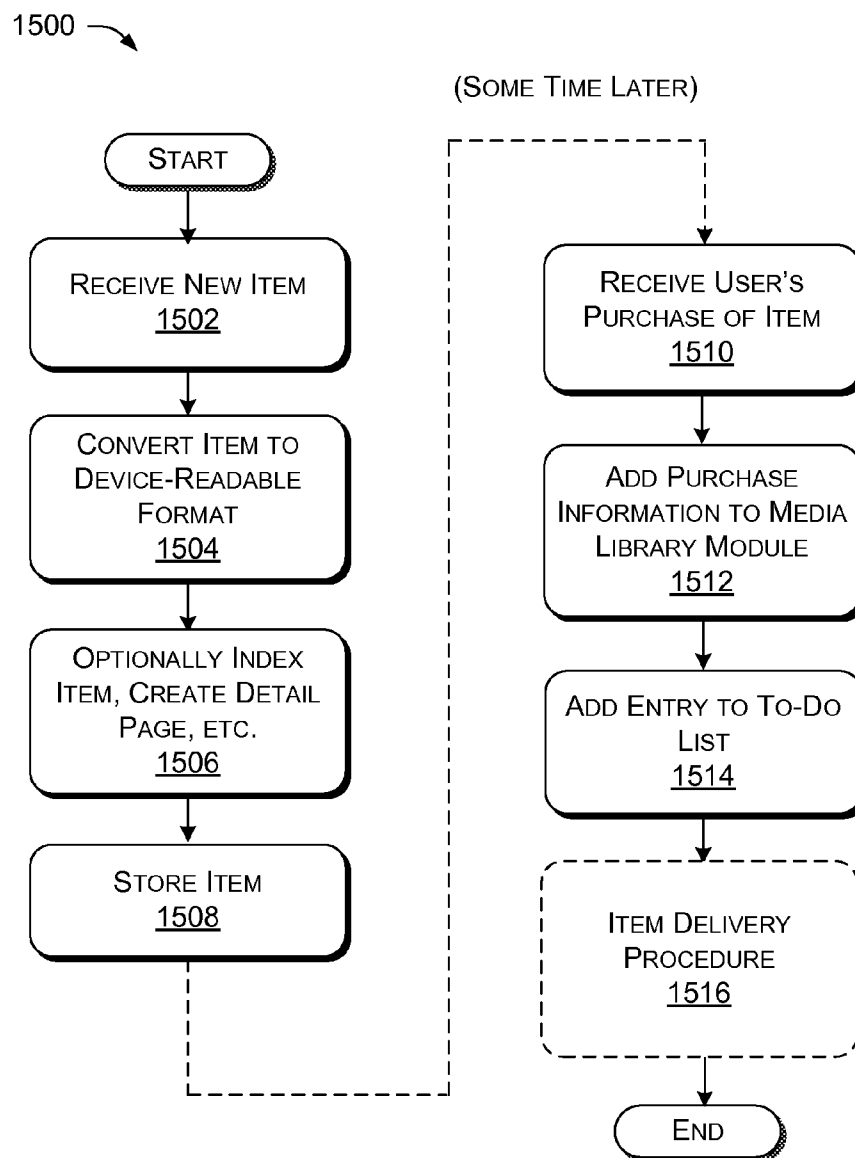 1500
(SOME TIME LATER)
START
RECEIVE NEW ITEM
1502
CONVERT ITEM TO
DEVICE-READABLE
FORMAT
1504
OPTIONALLY INDEX
ITEM, CREATE DETAIL
PAGE, ETC.
1506
STORE ITEM
1508
RECEIVE USER'S
PURCHASE OF ITEM
1510
ADD PURCHASE
INFORMATION TO MEDIA
LIBRARY MODULE
1512
ADD ENTRY TO TO-DO
LIST
1514
ITEM DELIVERY
PROCEDURE
1516
END